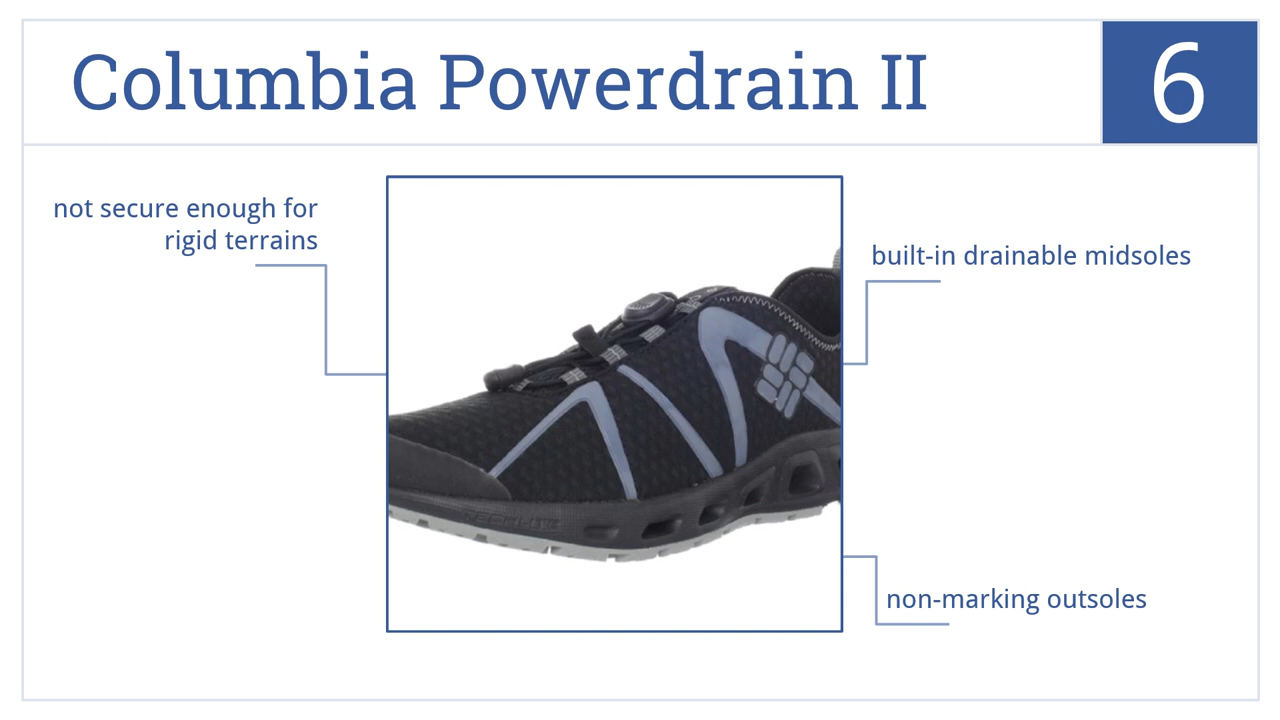 Columbia Powerdrain II
6
not secure enough for
rigid terrains
built-in drainable midsoles
non-marking outsoles